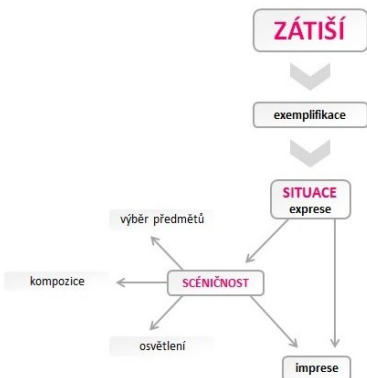 ZÁTIŠÍ
exemplifikace
SITUACE
exprese
výběr předmětů
kompozice
SCÉNIČNOST
osvětlení
imprese